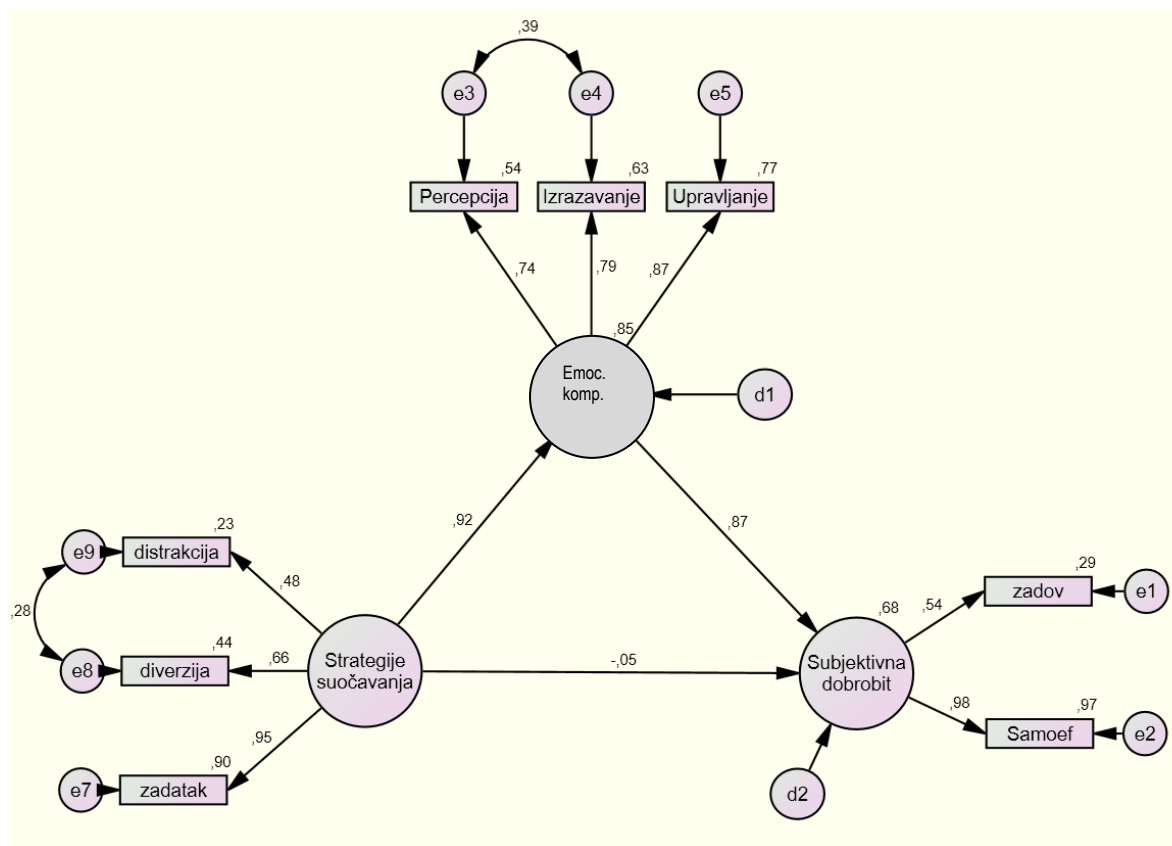 ,39
e3
e4
e5
,54
,63
,77
Percepcija
Izrazavanje
Upravljanje
,74
,79
,87
,85
Emoc.
komp.
d1
,92
,87
,23
e9
distrakcija
,48
,28
,44
e8
diverzija
,66
Strategije
suočavanja
-,05
,95
,90
e7
zadatak
,68
Subjektivna
dobrobit
,54
,29
zadov
e1
,98
,97
Samoef
e2
d2